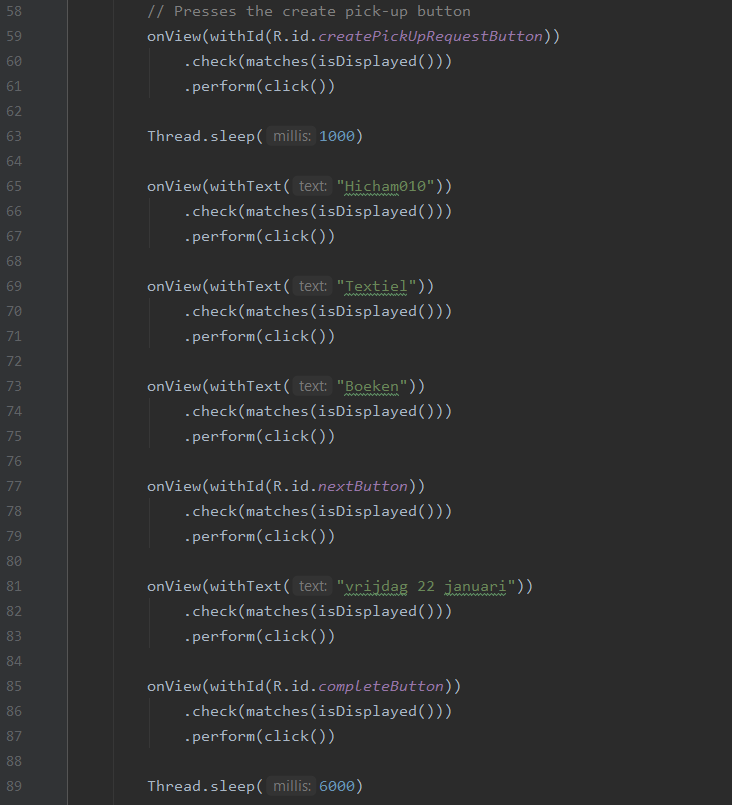 58 // Presses the create pick-up button
59 onView(withId(R.id.createPickUpRequestButton))
60 .check(matches(isDisplayed()))
61 .perform(click())
62
63 Thread.sleep( millis: 1000)
64
65 onView(withText( text: "Hicham010"))
66 .check(matches(isDisplayed()))
67 .perform(click())
68
69 onView(withText( text: "Textiel"))
70 .check(matches(isDisplayed()))
71 .perform(click())
72
73 onView(withText( text: "Boeken"))
74 .check(matches(isDisplayed()))
75 .perform(click())
76
77 onView(withId(R.id.nextButton))
78 .check(matches(isDisplayed()))
79 .perform(click())
80
81 onView(withText( text: "vrijdag 22 januari"))
82 .check(matches(isDisplayed()))
83 .perform(click())
84
85 onView(withId(R.id.completeButton))
86 .check(matches(isDisplayed()))
87 .perform(click())
88
89 Thread.sleep( millis: 6000)